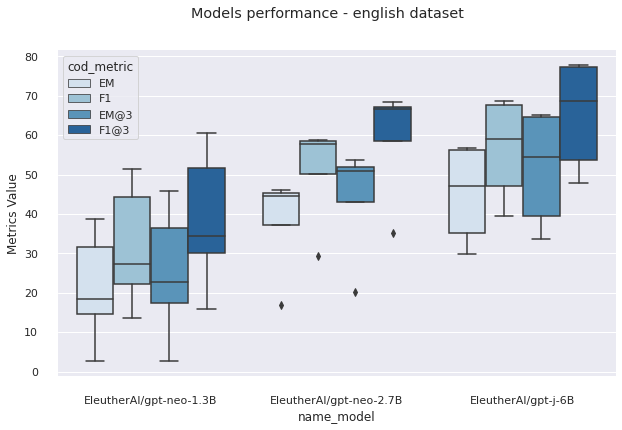 Models performance - english dataset
80
70
60
50
40
30
20
10
0
Metrics Value
cod_metric
EM
F1
EM@3
F1@3
EleutherAI/gpt-neo-1.3B
EleutherAI/gpt-neo-2.7B
EleutherAI/gpt-j-6B
name_model